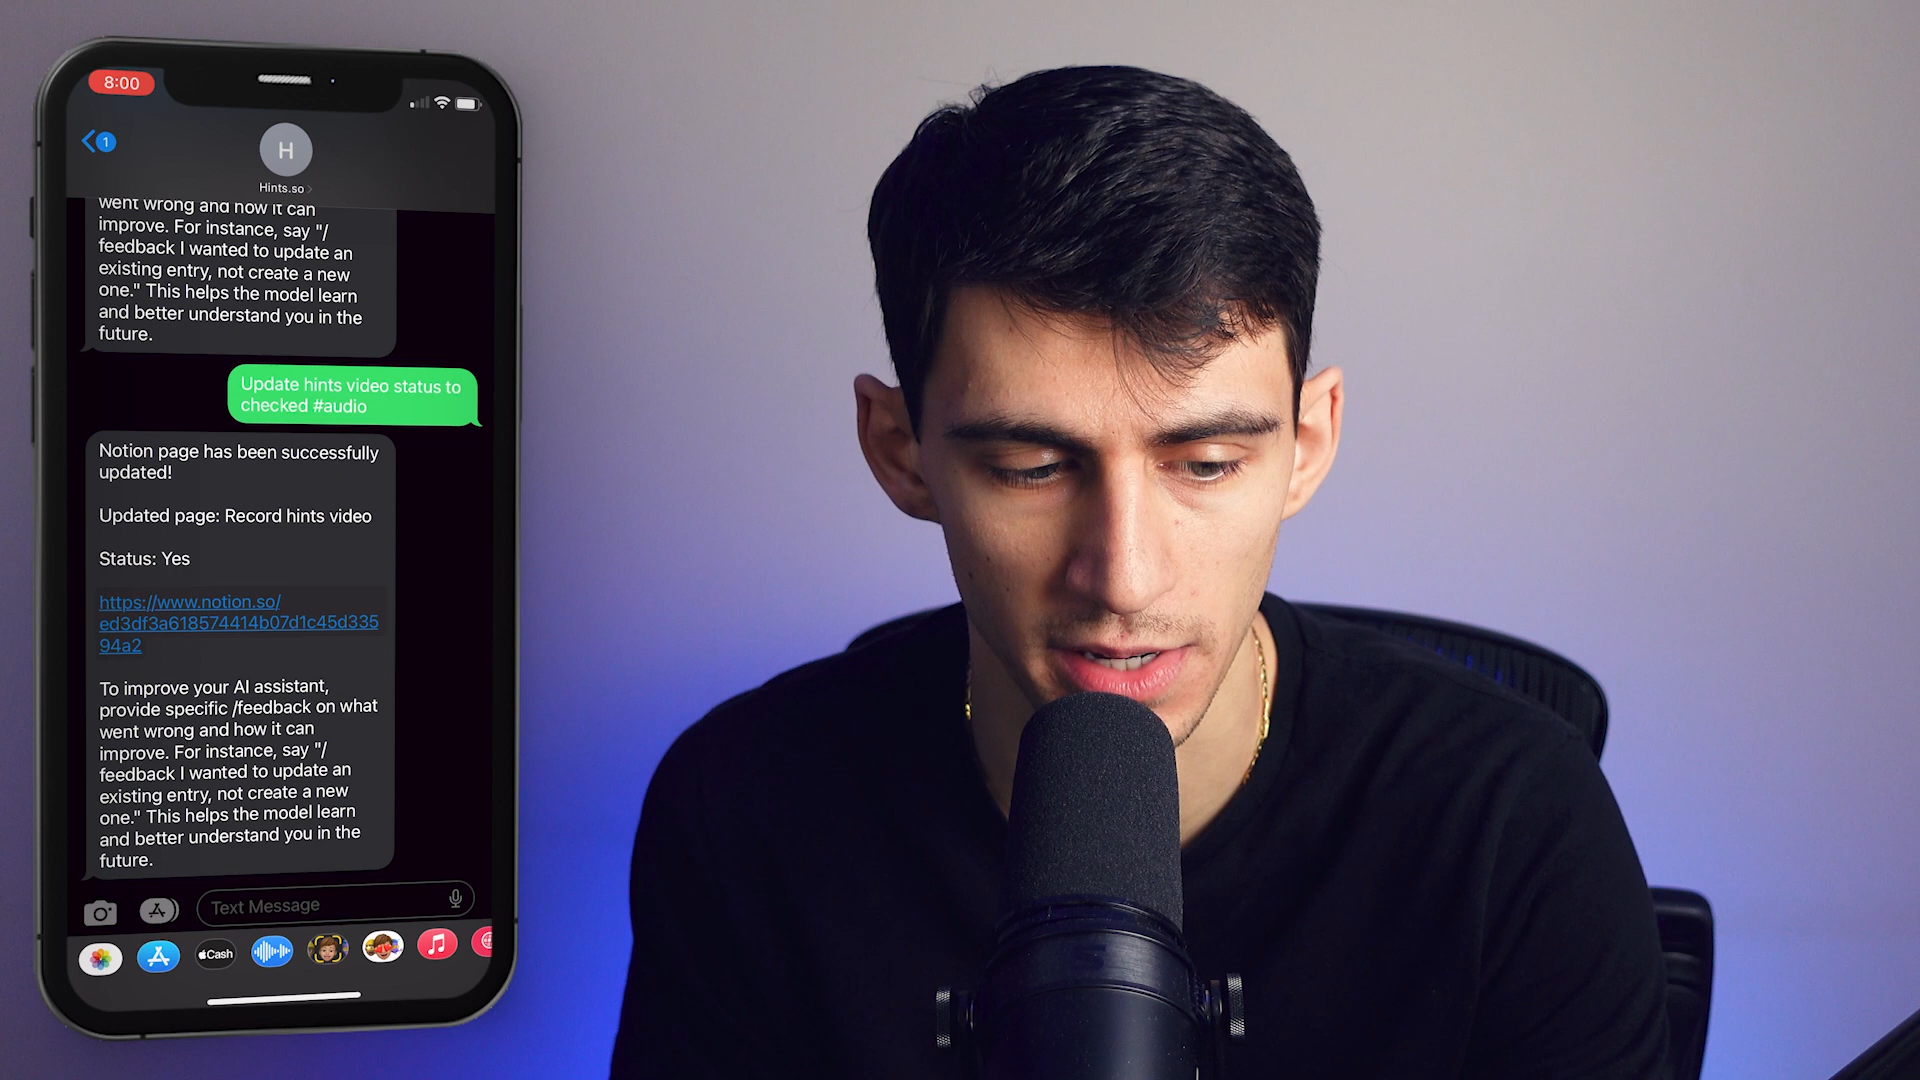 8:00
1
H
Hints.so
went wrong and how it can
improve. For instance, say "/
feedback I wanted to update an
existing entry, not create a new
one." This helps the model learn
and better understand you in the
future.
Update hints video status to
checked #audio
Notion page has been successfully
updated!
Updated page: Record hints video
Status: Yes
https://www.notion.so/
ed3df3a618574414b07d1c45d335
94a2
To improve your AI assistant,
provide specific /feedback on what
went wrong and how it can
improve. For instance, say "/
feedback I wanted to update an
existing entry, not create a new
one." This helps the model learn
and better understand you in the
future.
Text Message
Cash